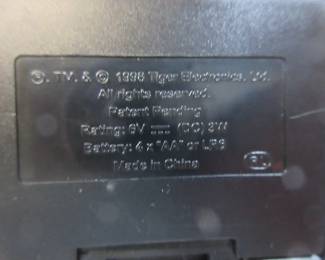 ®, TM, & © 1996 Tiger Electronics, Ltd.
All rights reserved.
Patent Pending
Rating: 6V ⎓ (DC) 3W
Battery: 4 x "AA" or LR6
Made in China